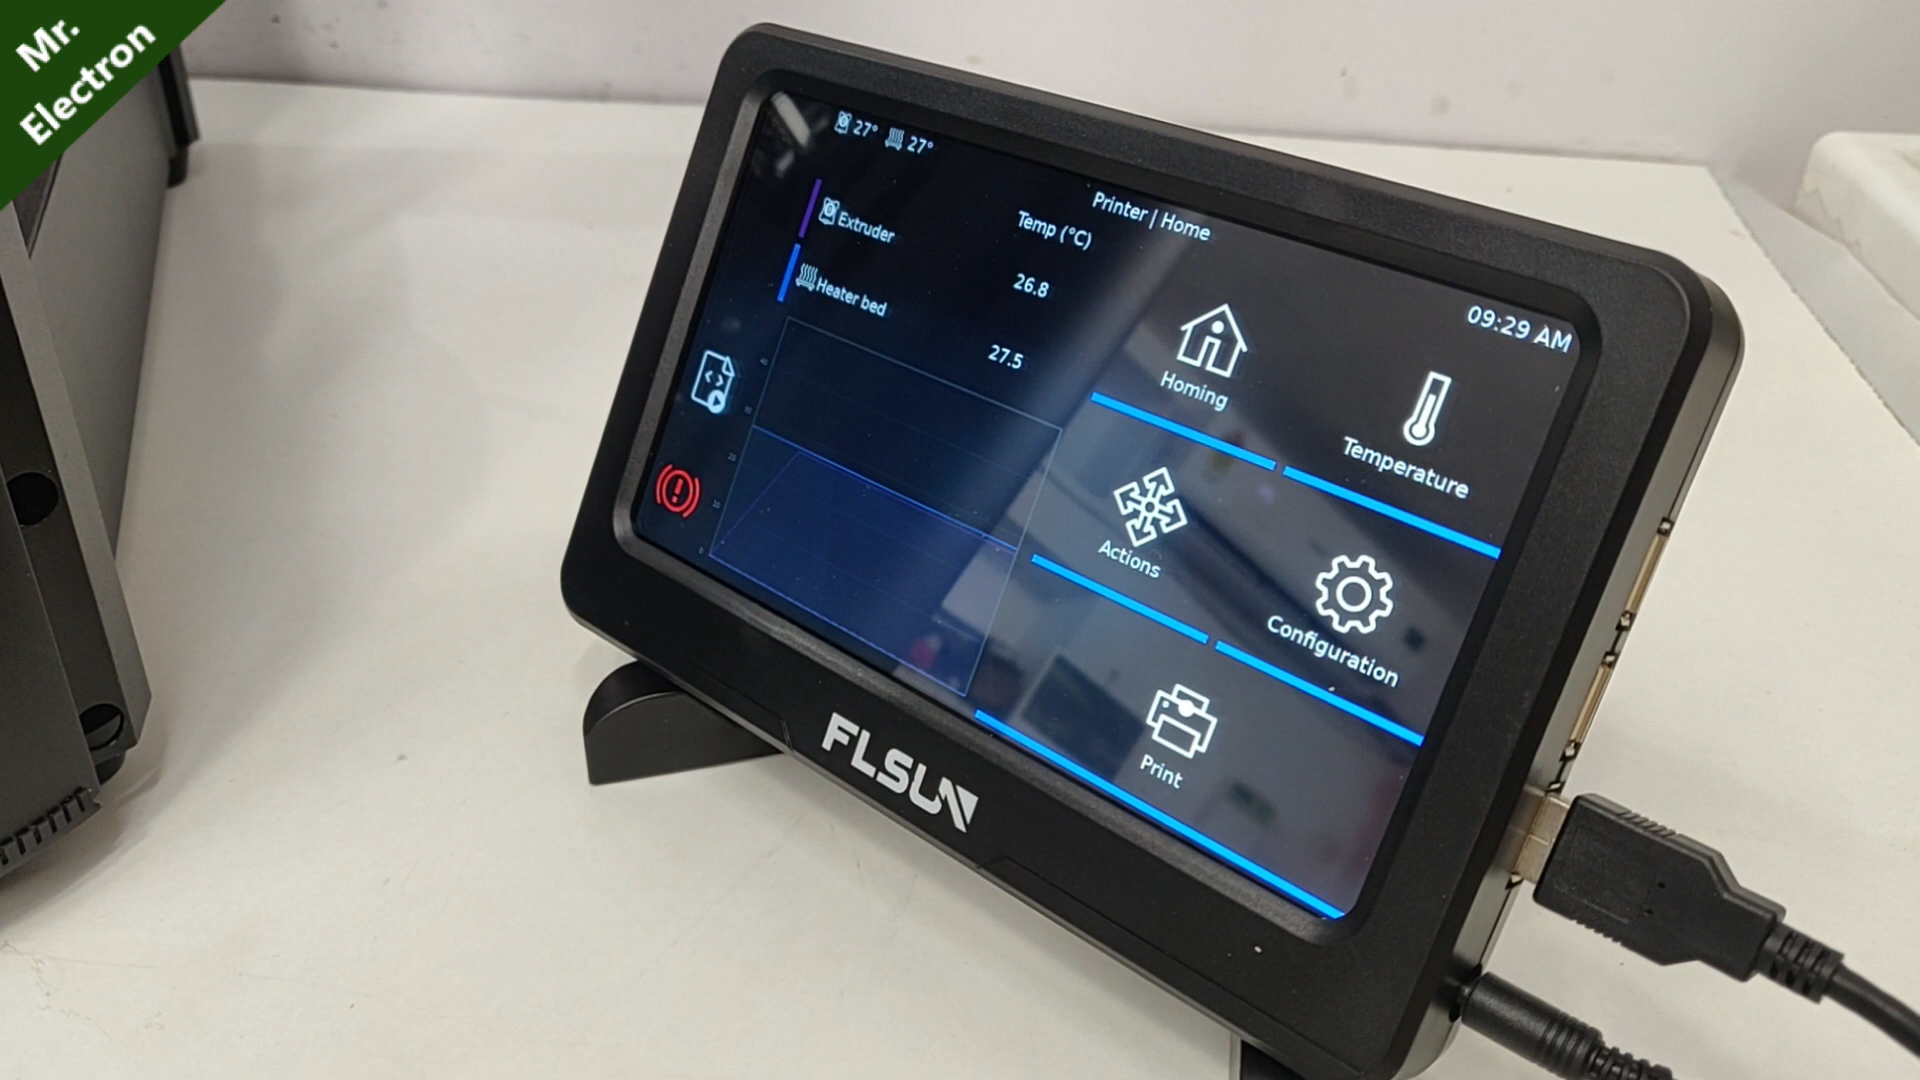 Mr.
Electron
27° 27°
Printer | Home
09:29 AM
Temp (°C)
Extruder 26.8
Heater bed 27.5
Homing
Temperature
Actions
Configuration
Print
FLSUN